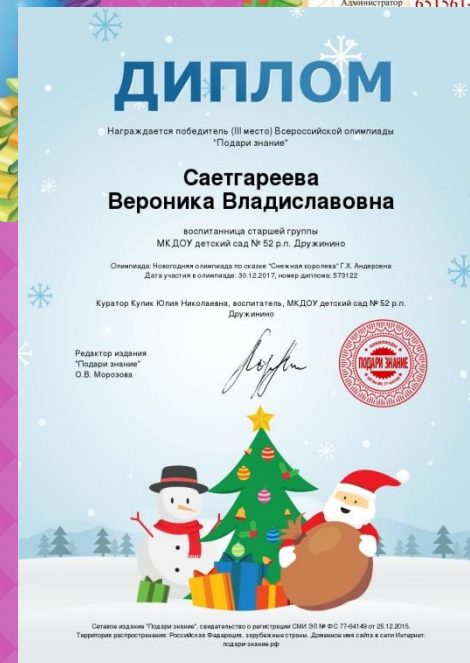 Администратор 651561-
ДИПЛОМ
Награждается победитель (III место) Всероссийской олимпиады
"Подари знание"
Саетгареева
Вероника Владиславовна
воспитанница старшей группы
МКДОУ детский сад № 52 р.п. Дружинино
Олимпиада: Новогодняя олимпиада по сказке "Снежная королева" Г.Х. Андерсена
Дата участия в олимпиаде: 30.12.2017, номер диплома: 573122
Куратор Кулик Юлия Николаевна, воспитатель, МКДОУ детский сад № 52 р.п.
Дружинино
Редактор издания
"Подари знание"
О.В. Морозова
ОЛИМПИАДЫ
ПОДАРИ ЗНАНИЕ
Сетевое издание "Подари знание", свидетельство о регистрации СМИ ЭЛ № ФС 77-64149 от 25.12.2015.
Территория распространения: Российская Федерация, зарубежные страны. Доменное имя сайта в сети Интернет:
подари-знание.рф